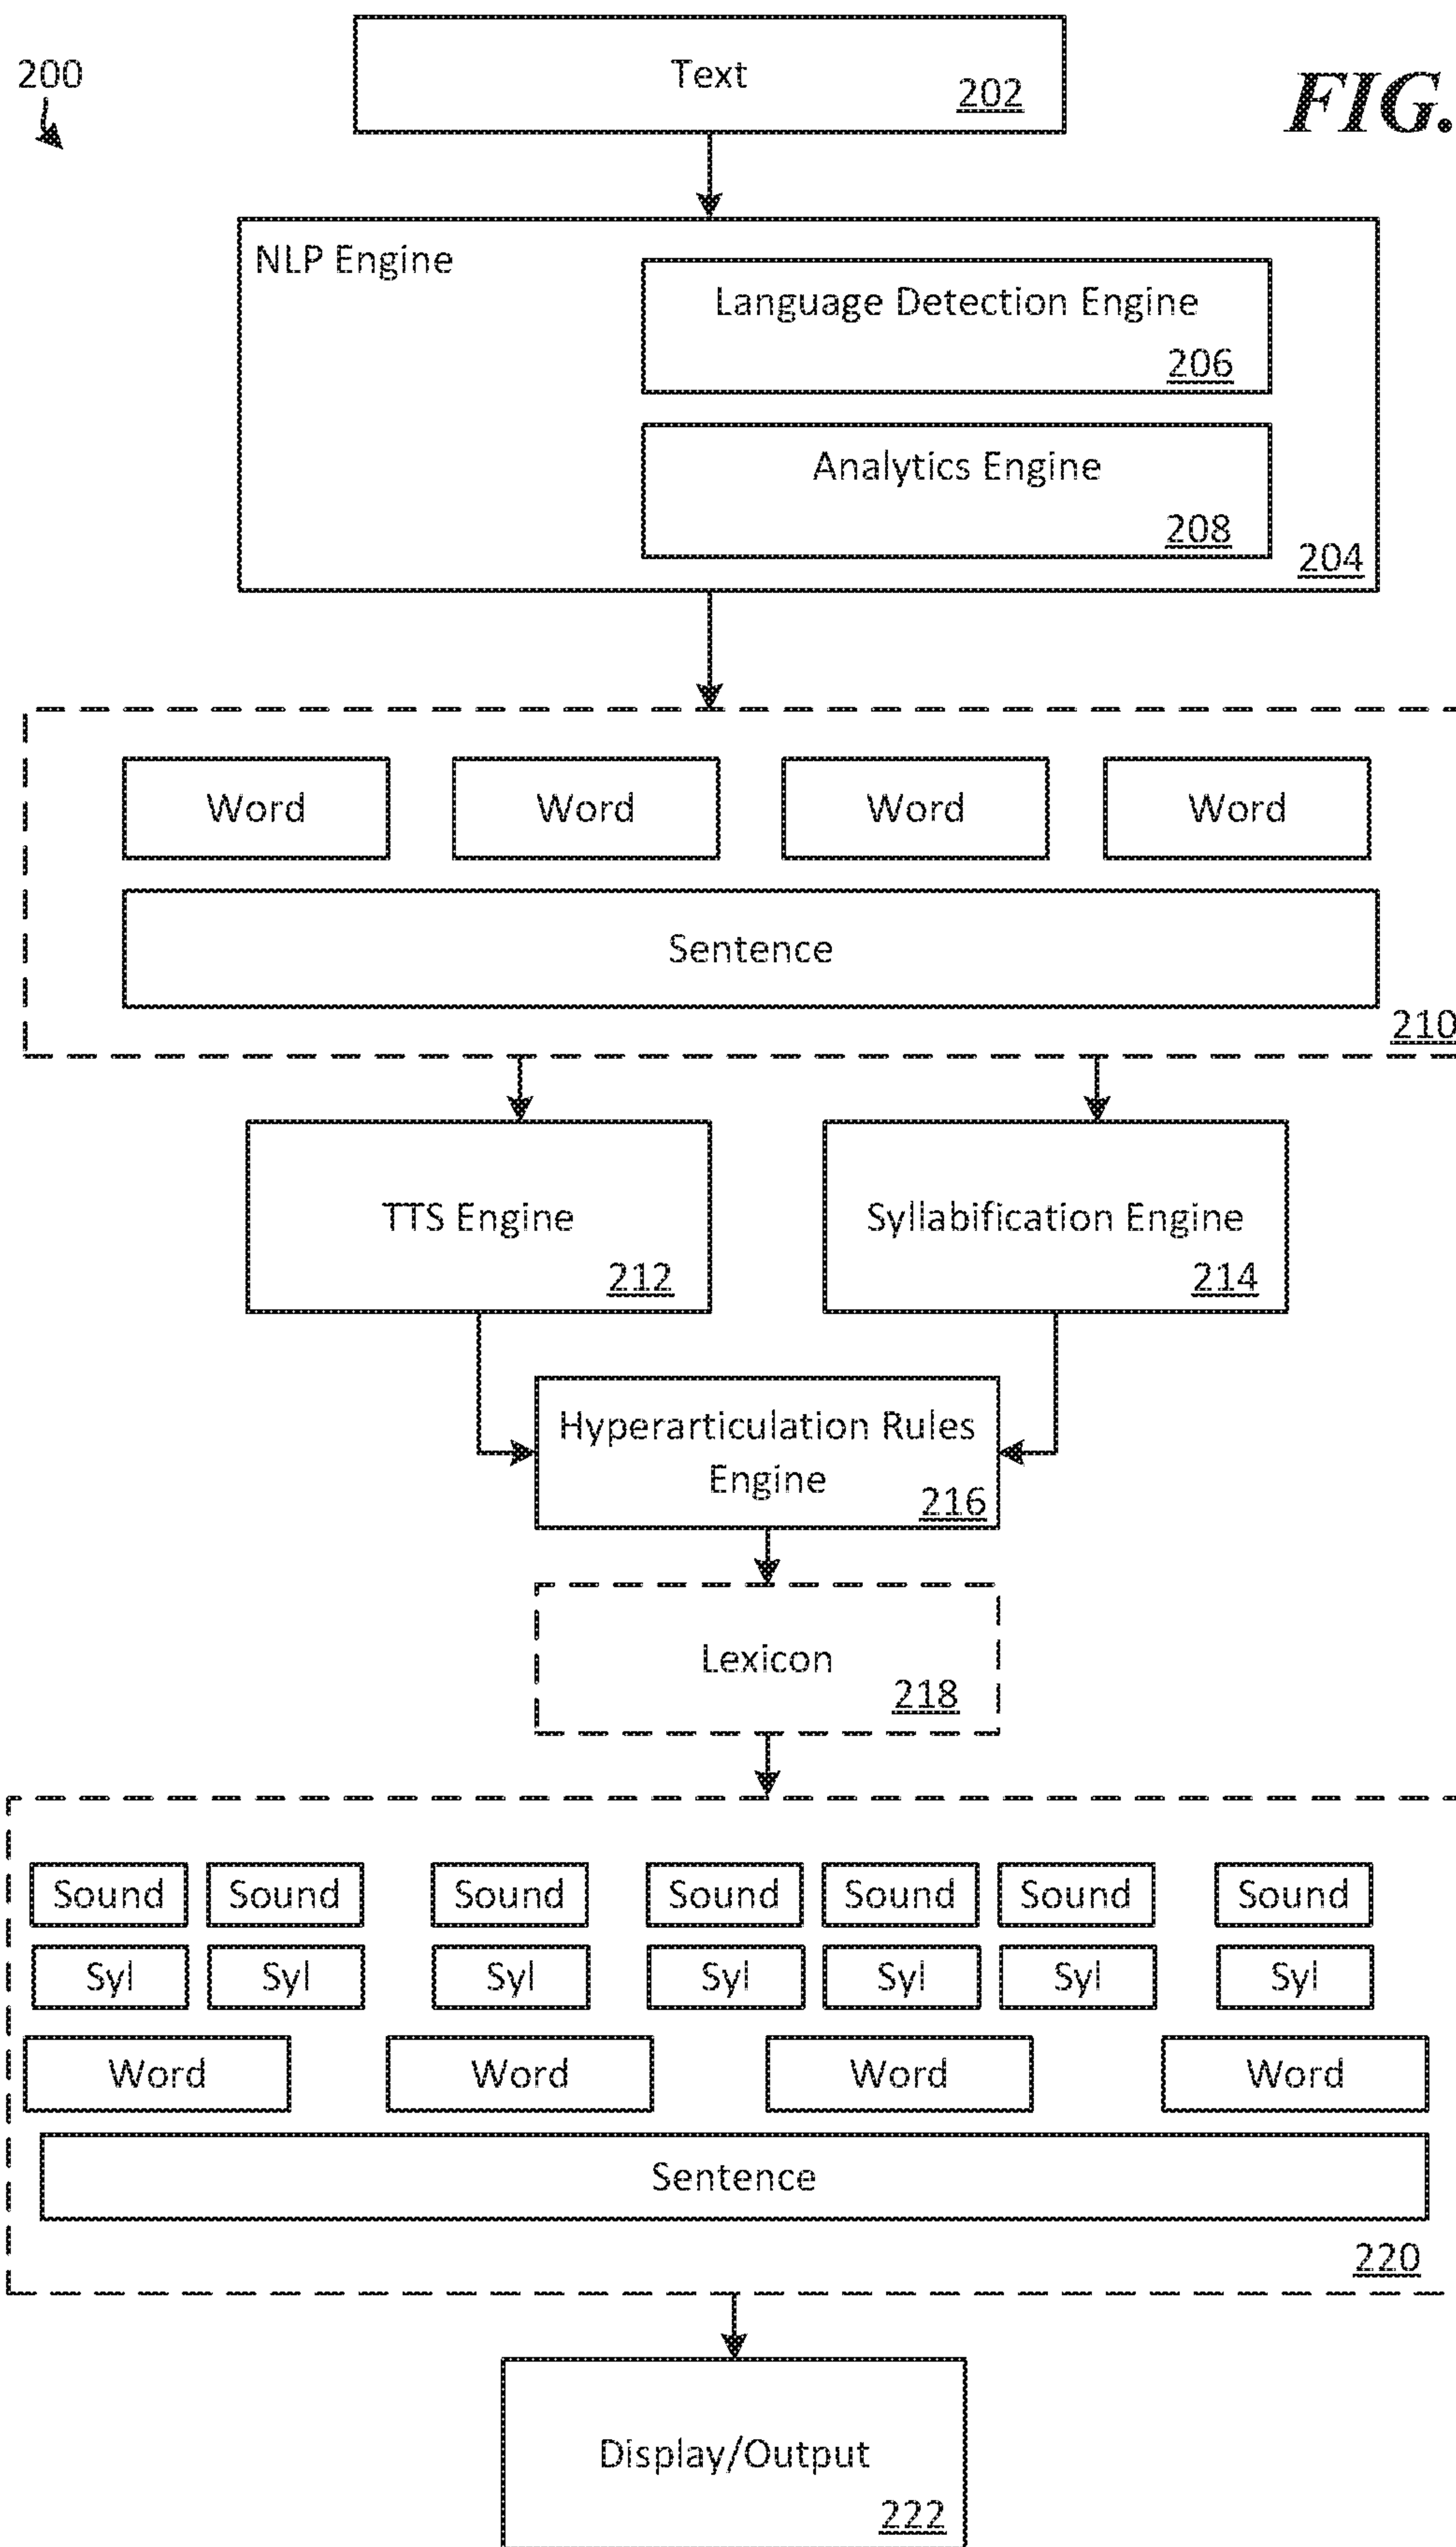 200
Text
202
FIG.
NLP Engine
Language Detection Engine
206
Analytics Engine
208
204
Word Word Word Word
Sentence
210
TTS Engine
212
Syllabification Engine
214
Hyperarticulation Rules
Engine
216
Lexicon
218
Sound Sound Sound Sound Sound Sound Sound
Syl Syl Syl Syl Syl Syl Syl
Word Word Word Word
Sentence
220
Display/Output
222